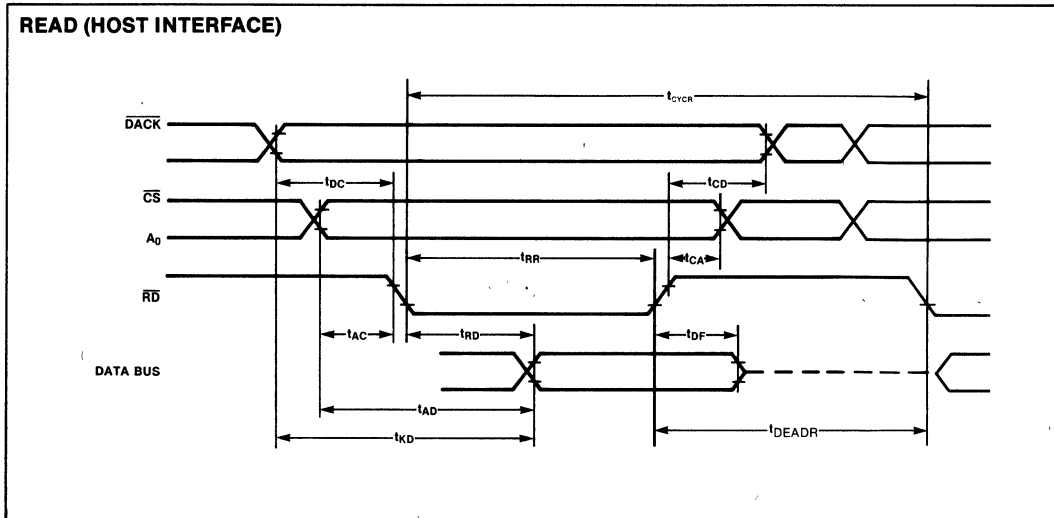 READ (HOST INTERFACE)
tCYCR
DACK
tDC
tCD
CS
A0
tRR
tCA
RD
tAC
tRD
tDF
DATA BUS
tAD
tKD
tDEADR